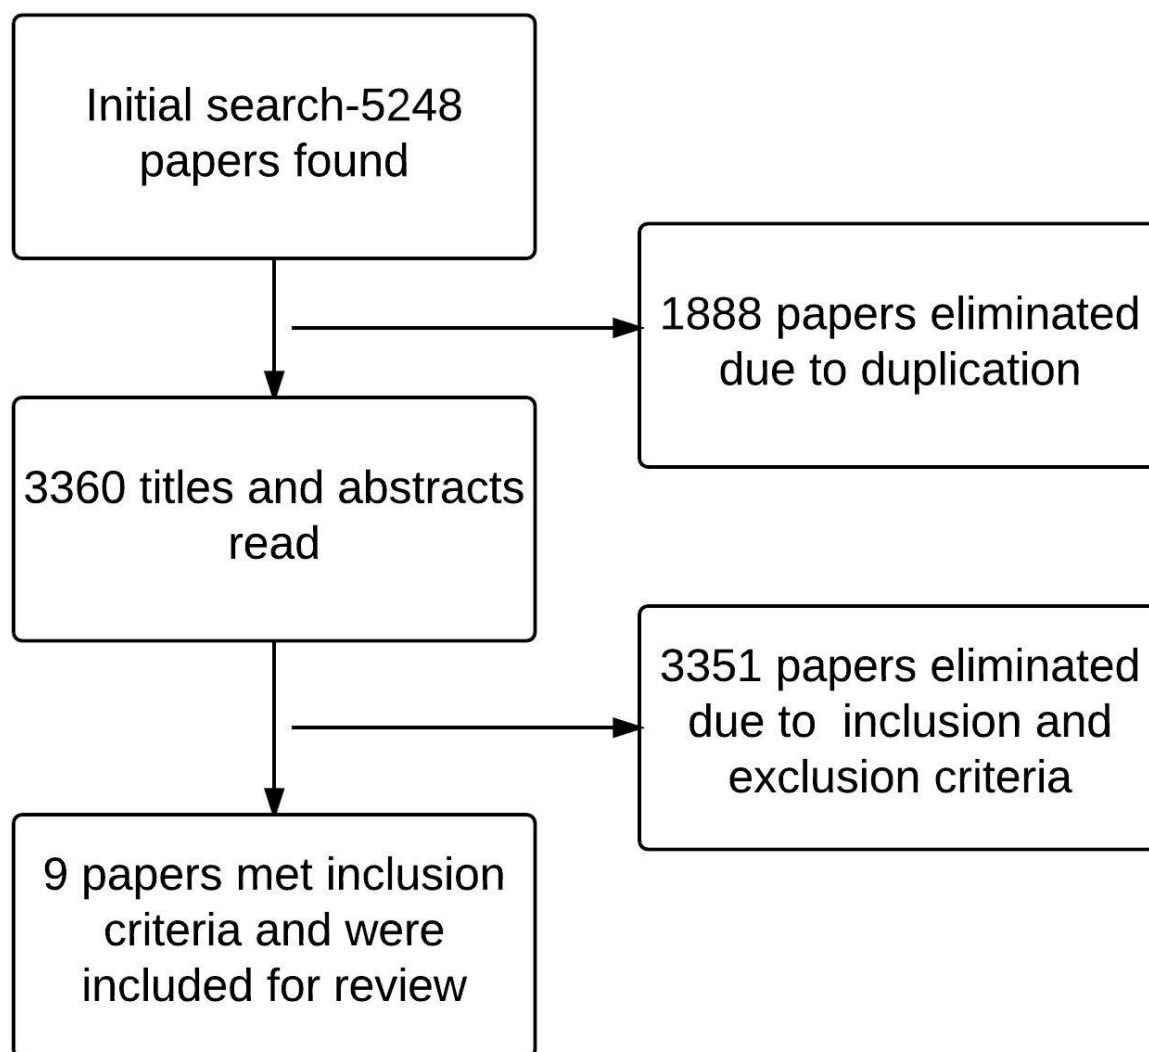 Initial search-5248
papers found
1888 papers eliminated
due to duplication
3360 titles and abstracts
read
3351 papers eliminated
due to  inclusion and
exclusion criteria
9 papers met inclusion
criteria and were
included for review